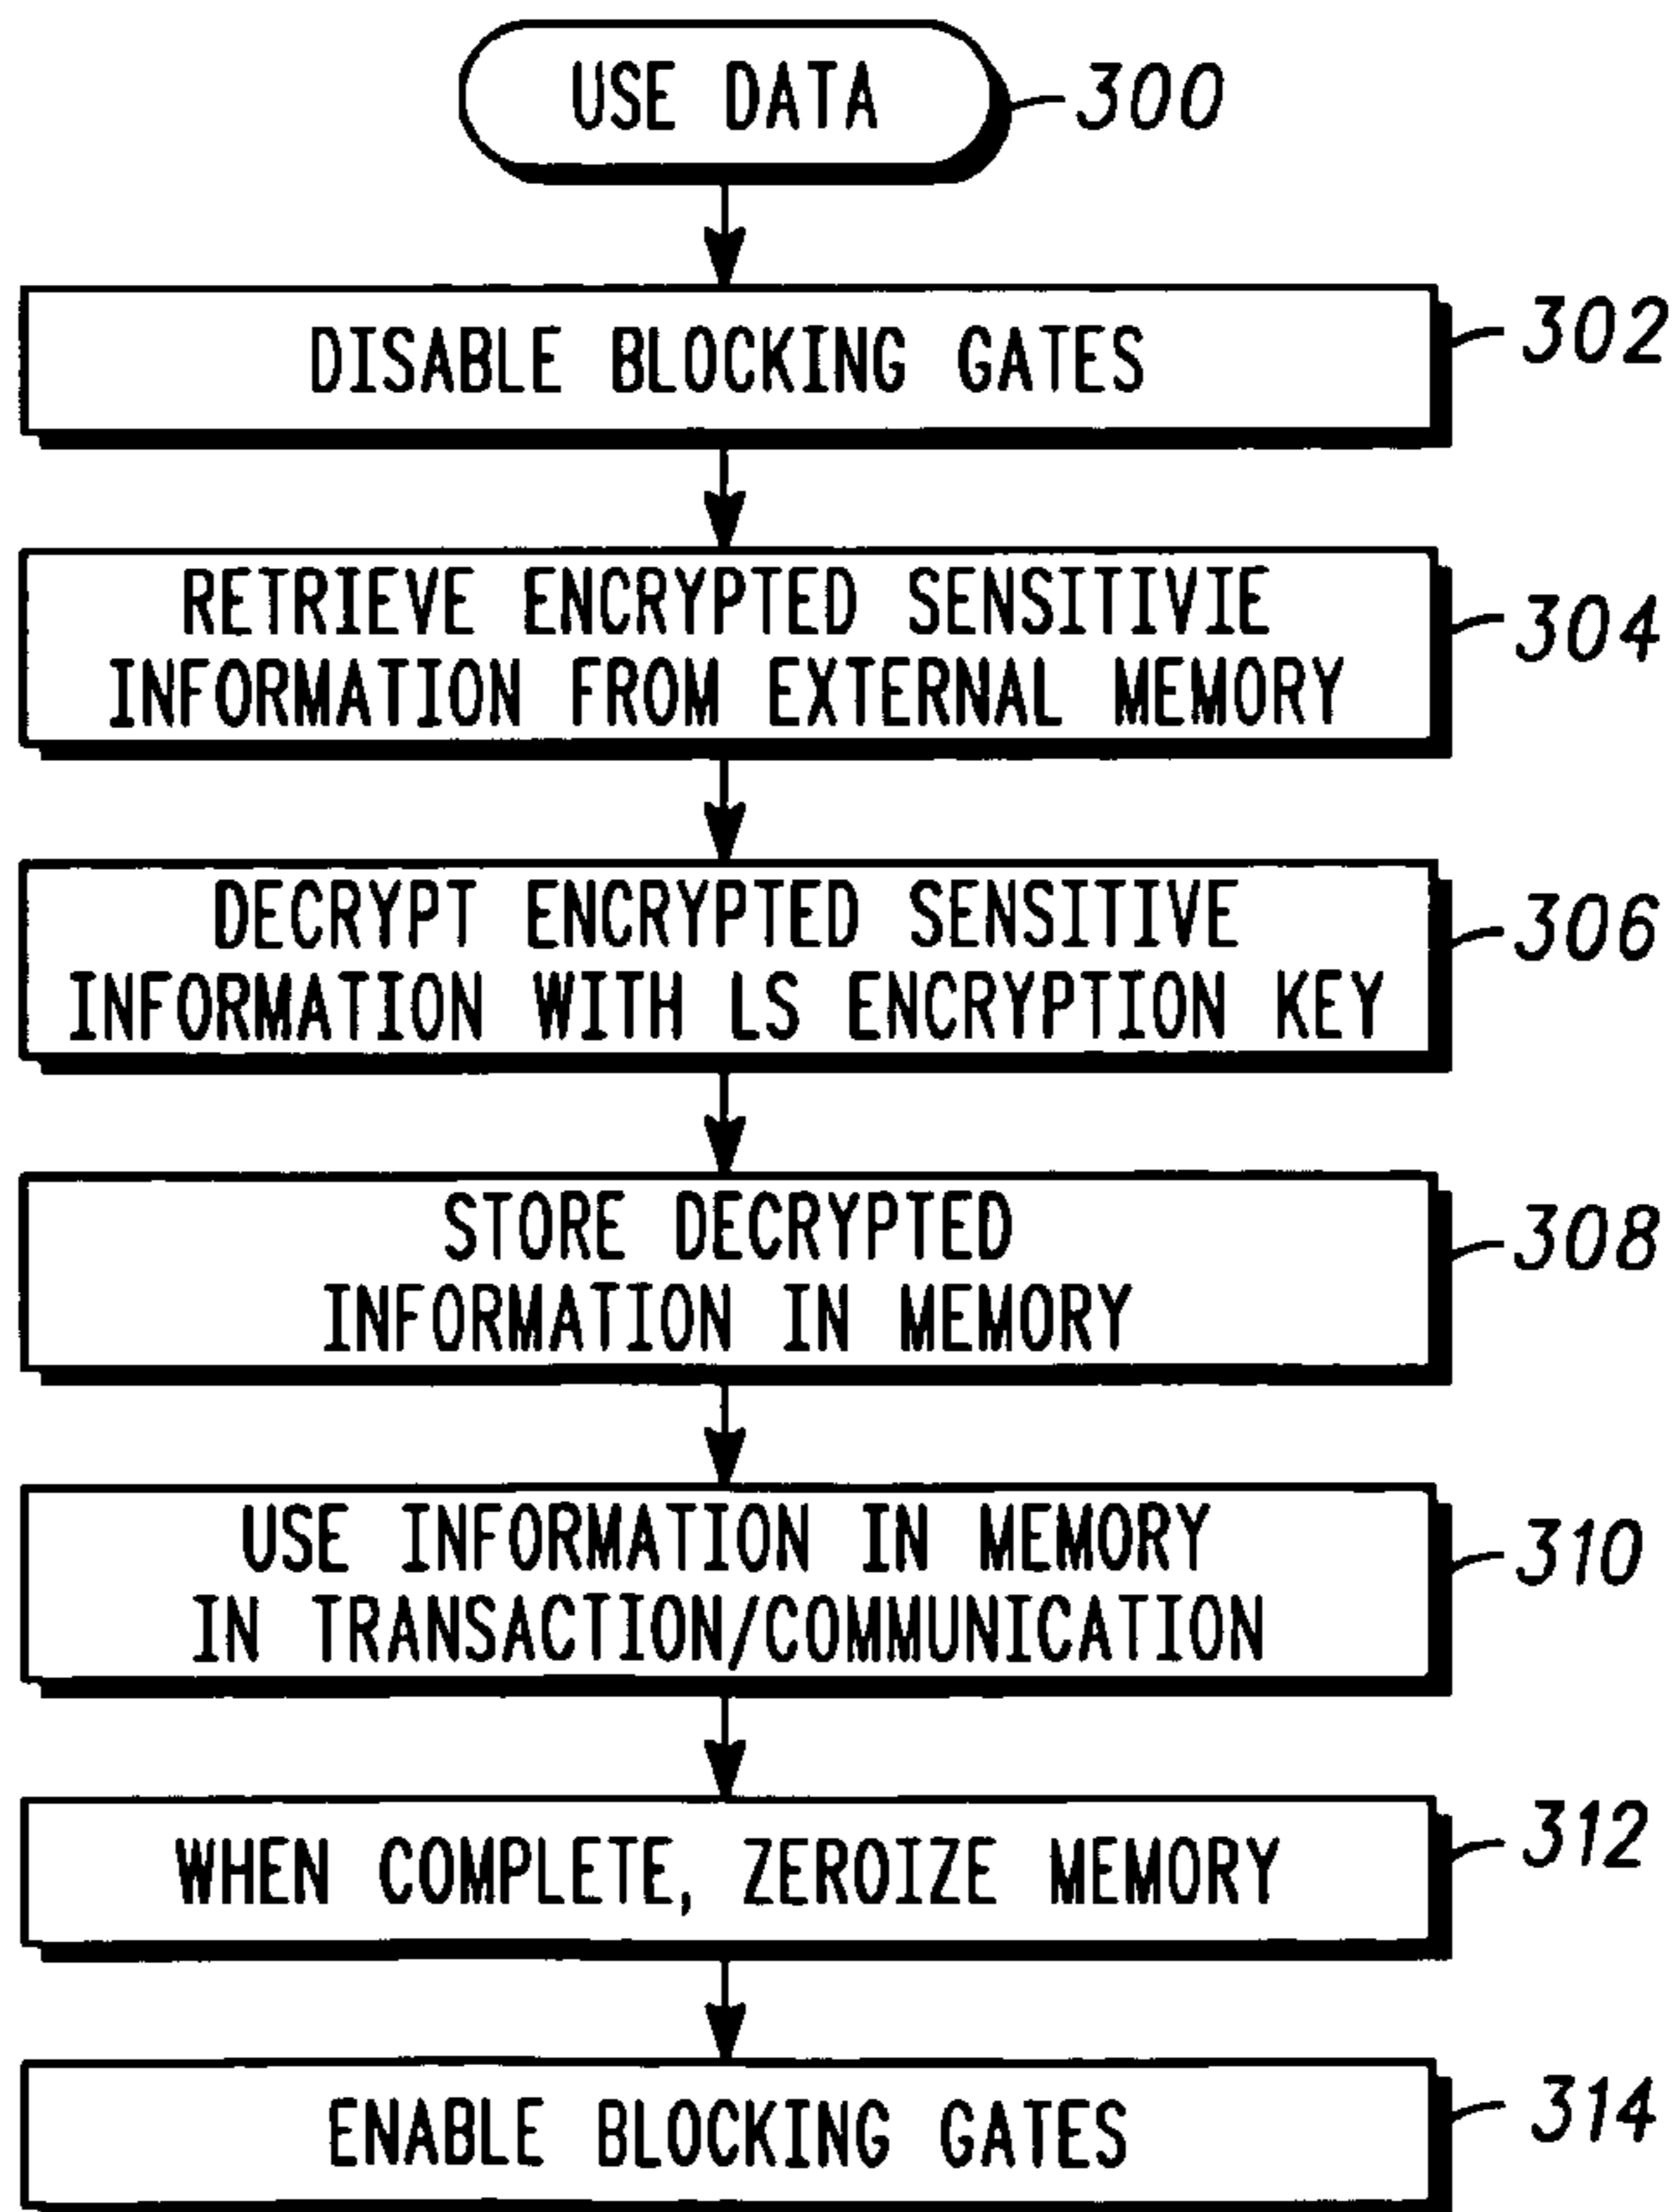 USE DATA
300
DISABLE BLOCKING GATES
302
RETRIEVE ENCRYPTED SENSITIVIE
INFORMATION FROM EXTERNAL MEMORY
304
DECRYPT ENCRYPTED SENSITIVE
INFORMATION WITH LS ENCRYPTION KEY
306
STORE DECRYPTED
INFORMATION IN MEMORY
308
USE INFORMATION IN MEMORY
IN TRANSACTION/COMMUNICATION
310
WHEN COMPLETE, ZEROIZE MEMORY
312
ENABLE BLOCKING GATES
314